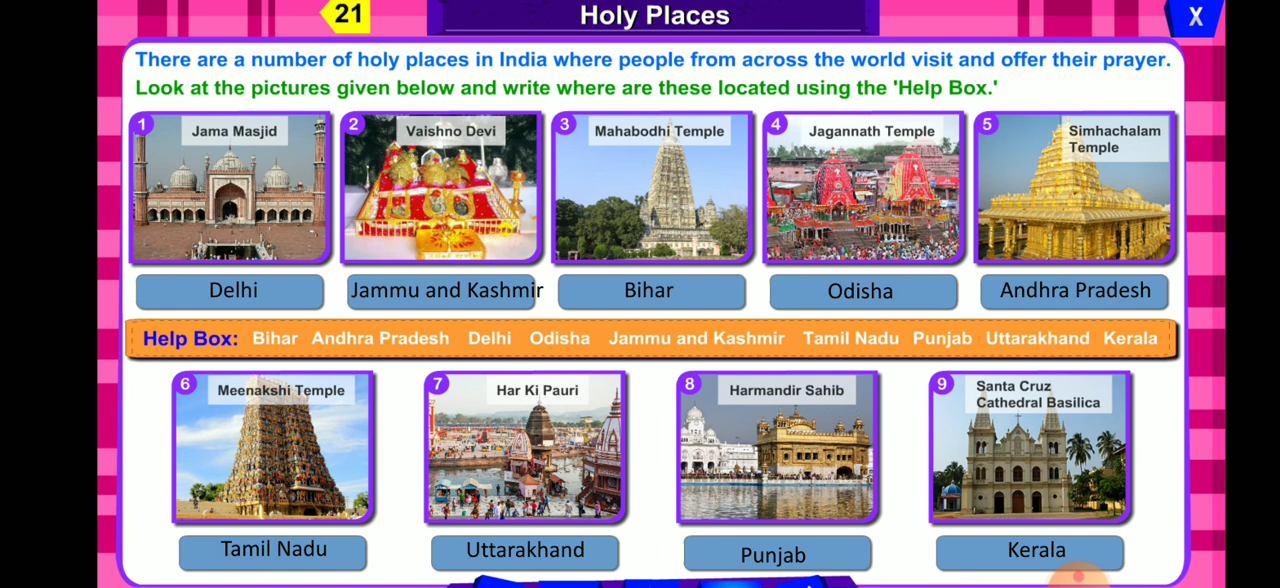 21
Holy Places
X
There are a number of holy places in India where people from across the world visit and offer their prayer.
Look at the pictures given below and write where are these located using the 'Help Box.'
1
Jama Masjid
2
Vaishno Devi
3
Mahabodhi Temple
4
Jagannath Temple
5
Simhachalam
Temple
Delhi
Jammu and Kashmir
Bihar
Odisha
Andhra Pradesh
Help Box: Bihar Andhra Pradesh Delhi Odisha Jammu and Kashmir Tamil Nadu Punjab Uttarakhand Kerala
6
Meenakshi Temple
7
Har Ki Pauri
8
Harmandir Sahib
9
Santa Cruz
Cathedral Basilica
Tamil Nadu
Uttarakhand
Punjab
Kerala